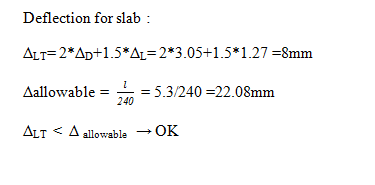 Deflection for slab :
ΔLT= 2*ΔD+1.5*ΔL= 2*3.05+1.5*1.27 =8mm
Δallowable = l/240 = 5.3/240 =22.08mm
ΔLT < Δ allowable → OK